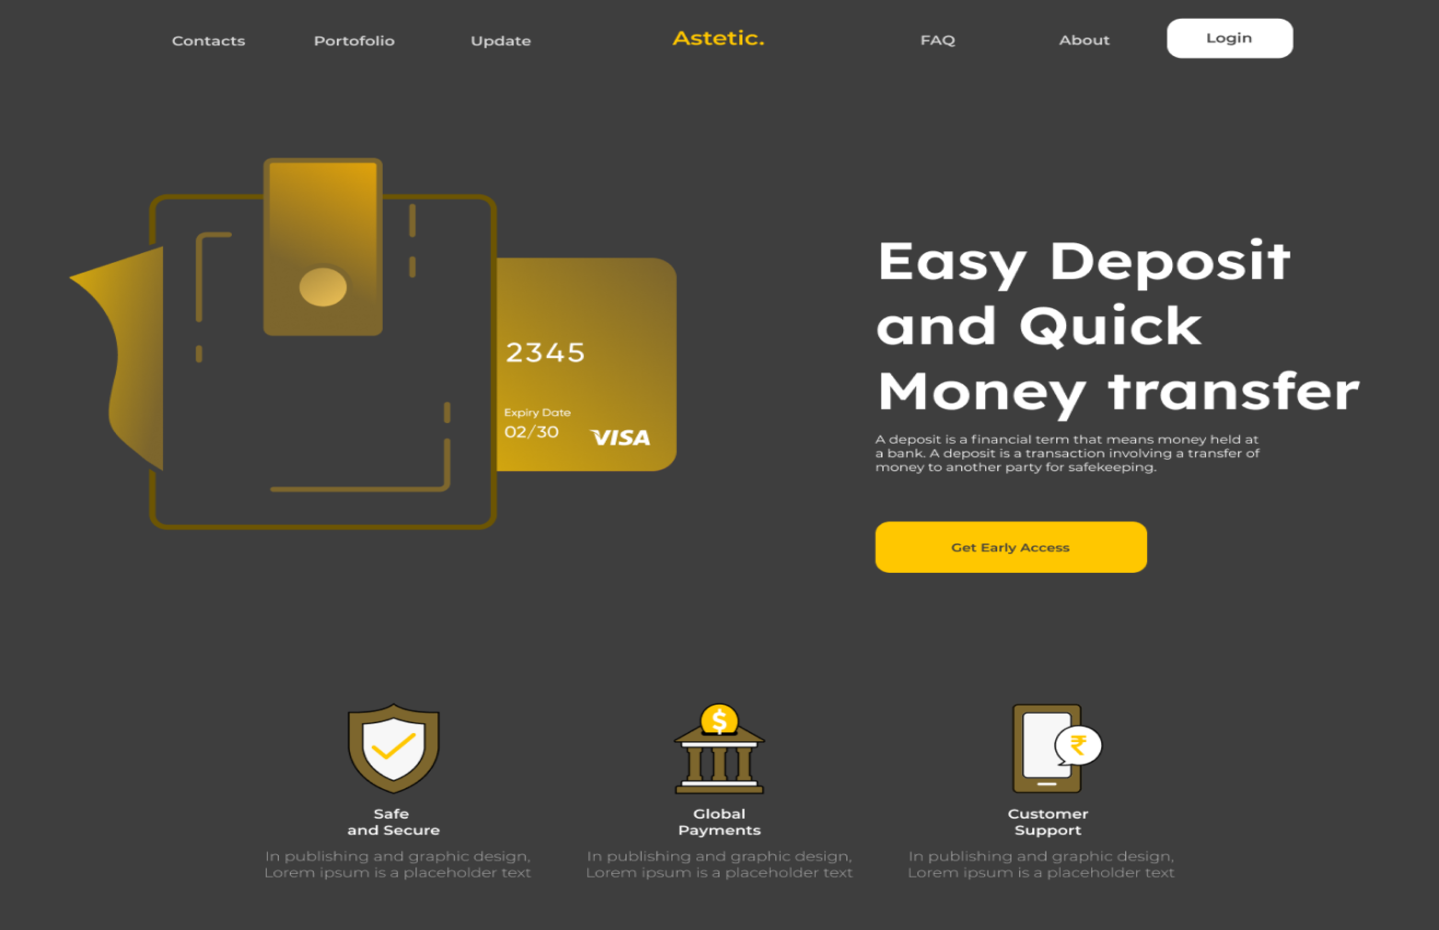 Contacts
Portofolio
Update
Astetic.
FAQ
About
Login
2345
Expiry Date
02/30
VISA
Easy Deposit
and Quick
Money transfer
A deposit is a financial term that means money held at
a bank. A deposit is a transaction involving a transfer of
money to another party for safekeeping.
Get Early Access
$
₹
Safe
and Secure
In publishing and graphic design,
Lorem ipsum is a placeholder text
Global
Payments
In publishing and graphic design,
Lorem ipsum is a placeholder text
Customer
Support
In publishing and graphic design,
Lorem ipsum is a placeholder text